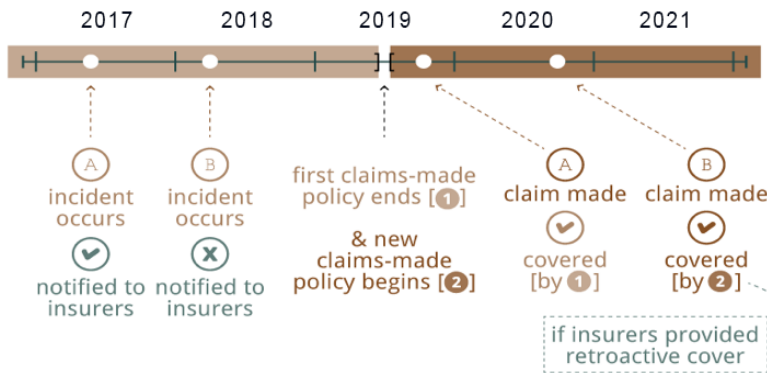 2017 2018 2019 2020 2021
A
incident
occurs
notified to
insurers
B
incident
occurs
notified to
insurers
first claims-made
policy ends [1]
& new
claims-made
policy begins [2]
A
claim made
covered
[by 1]
B
claim made
covered
[by 2]
if insurers provided
retroactive cover